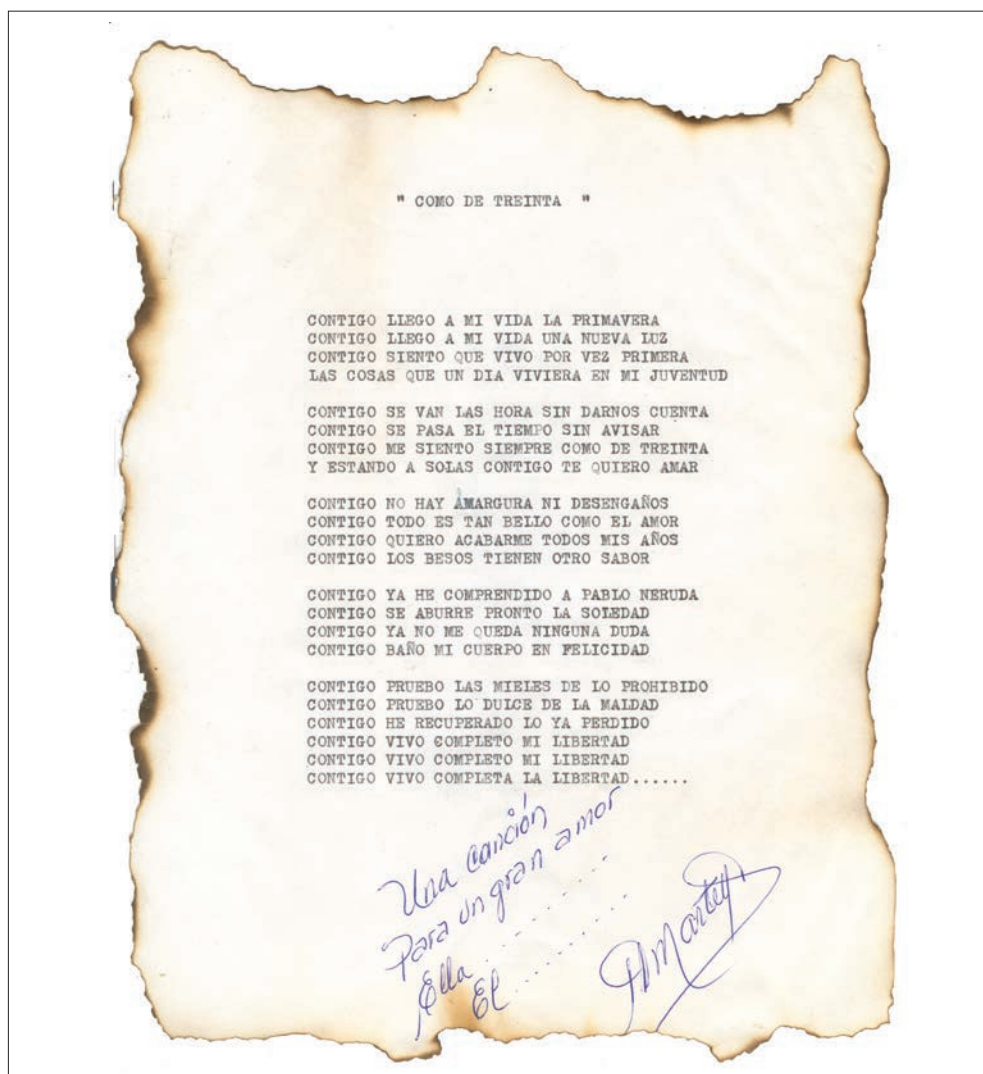 " COMO DE TREINTA "
CONTIGO LLEGO A MI VIDA LA PRIMAVERA
CONTIGO LLEGO A MI VIDA UNA NUEVA LUZ
CONTIGO SIENTO QUE VIVO POR VEZ PRIMERA
LAS COSAS QUE UN DIA VIVIERA EN MI JUVENTUD
CONTIGO SE VAN LAS HORA SIN DARNOS CUENTA
CONTIGO SE PASA EL TIEMPO SIN AVISAR
CONTIGO ME SIENTO SIEMPRE COMO DE TREINTA
Y ESTANDO A SOLAS CONTIGO TE QUIERO AMAR
CONTIGO NO HAY AMARGURA NI DESENGAÑOS
CONTIGO TODO ES TAN BELLO COMO EL AMOR
CONTIGO QUIERO ACABARME TODOS MIS AÑOS
CONTIGO LOS BESOS TIENEN OTRO SABOR
CONTIGO YA HE COMPRENDIDO A PABLO NERUDA
CONTIGO SE ABURRE PRONTO LA SOLEDAD
CONTIGO YA NO ME QUEDA NINGUNA DUDA
CONTIGO BAÑO MI CUERPO EN FELICIDAD
CONTIGO PRUEBO LAS MIELES DE LO PROHIBIDO
CONTIGO PRUEBO LO DULCE DE LA MALDAD
CONTIGO HE RECUPERADO LO YA PERDIDO
CONTIGO VIVO COMPLETO MI LIBERTAD
CONTIGO VIVO COMPLETO MI LIBERTAD
CONTIGO VIVO COMPLETA LA LIBERTAD......
Una canción
Para un gran amor
Ella ........
El ........